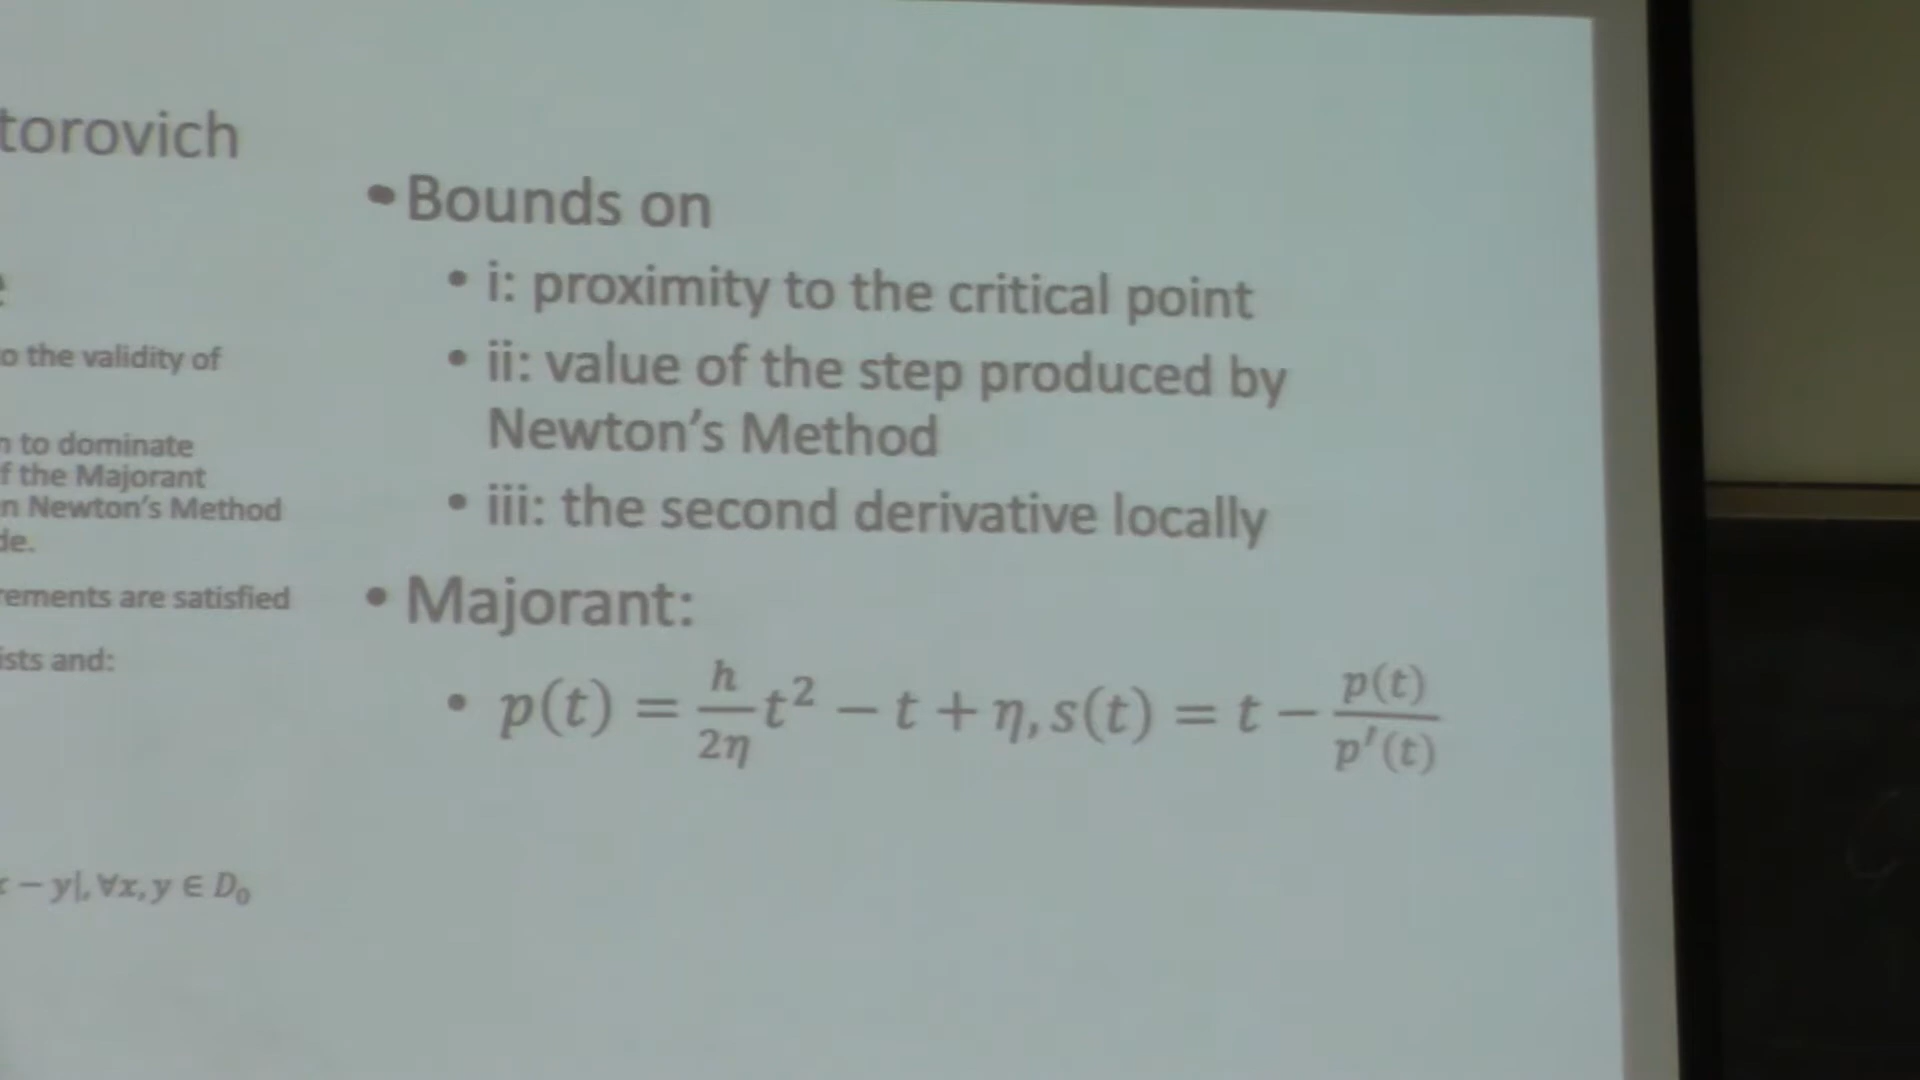 torovich
o the validity of
to dominate
f the Majorant
n Newton's Method
de.
rements are satisfied
ists and:
− y|, ∀x, y ∈ D₀
• Bounds on
• i: proximity to the critical point
• ii: value of the step produced by
Newton's Method
• iii: the second derivative locally
• Majorant:
• p(t) = h/2η t² − t + η, s(t) = t − p(t)/p′(t)